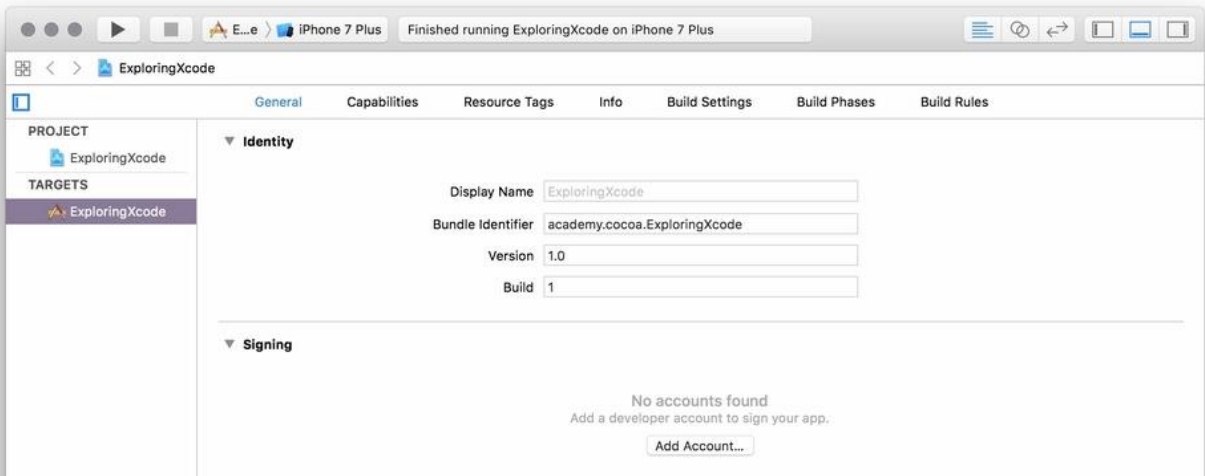 E...e > iPhone 7 Plus Finished running ExploringXcode on iPhone 7 Plus
ExploringXcode
General Capabilities Resource Tags Info Build Settings Build Phases Build Rules
PROJECT
ExploringXcode
TARGETS
ExploringXcode
Identity
Display Name ExploringXcode
Bundle Identifier academy.cocoa.ExploringXcode
Version 1.0
Build 1
Signing
No accounts found
Add a developer account to sign your app.
Add Account...